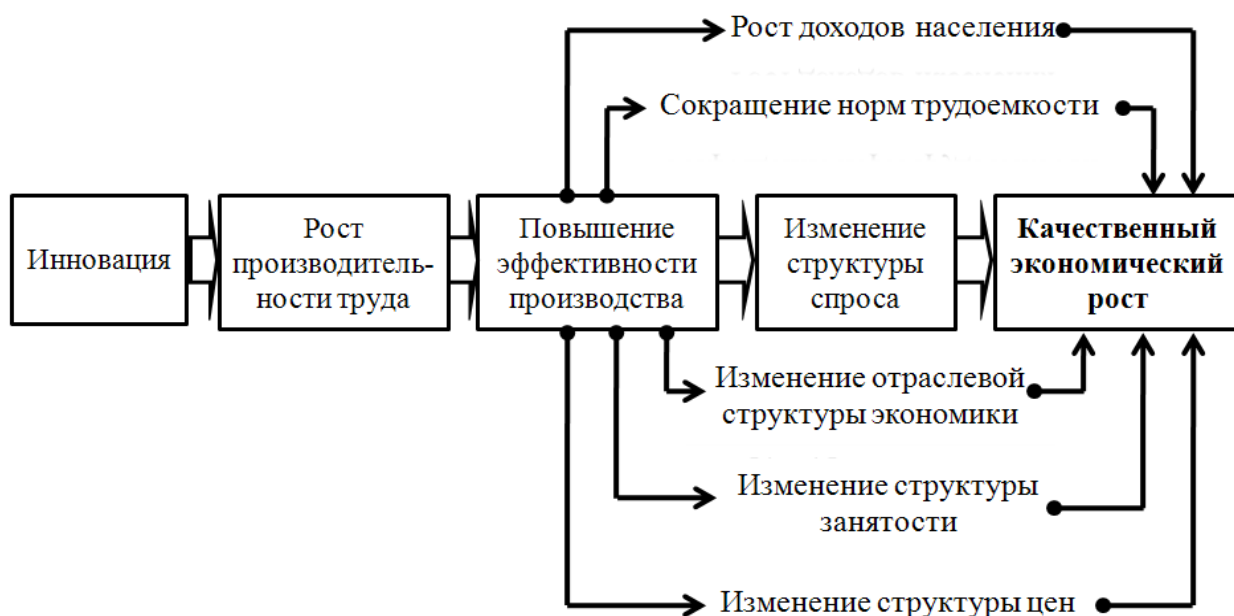 Рост доходов населения
Сокращение норм трудоемкости
Инновация
Рост
производитель-
ности труда
Повышение
эффективности
производства
Изменение
структуры
спроса
Качественный
экономический
рост
Изменение отраслевой
структуры экономики
Изменение структуры
занятости
Изменение структуры цен